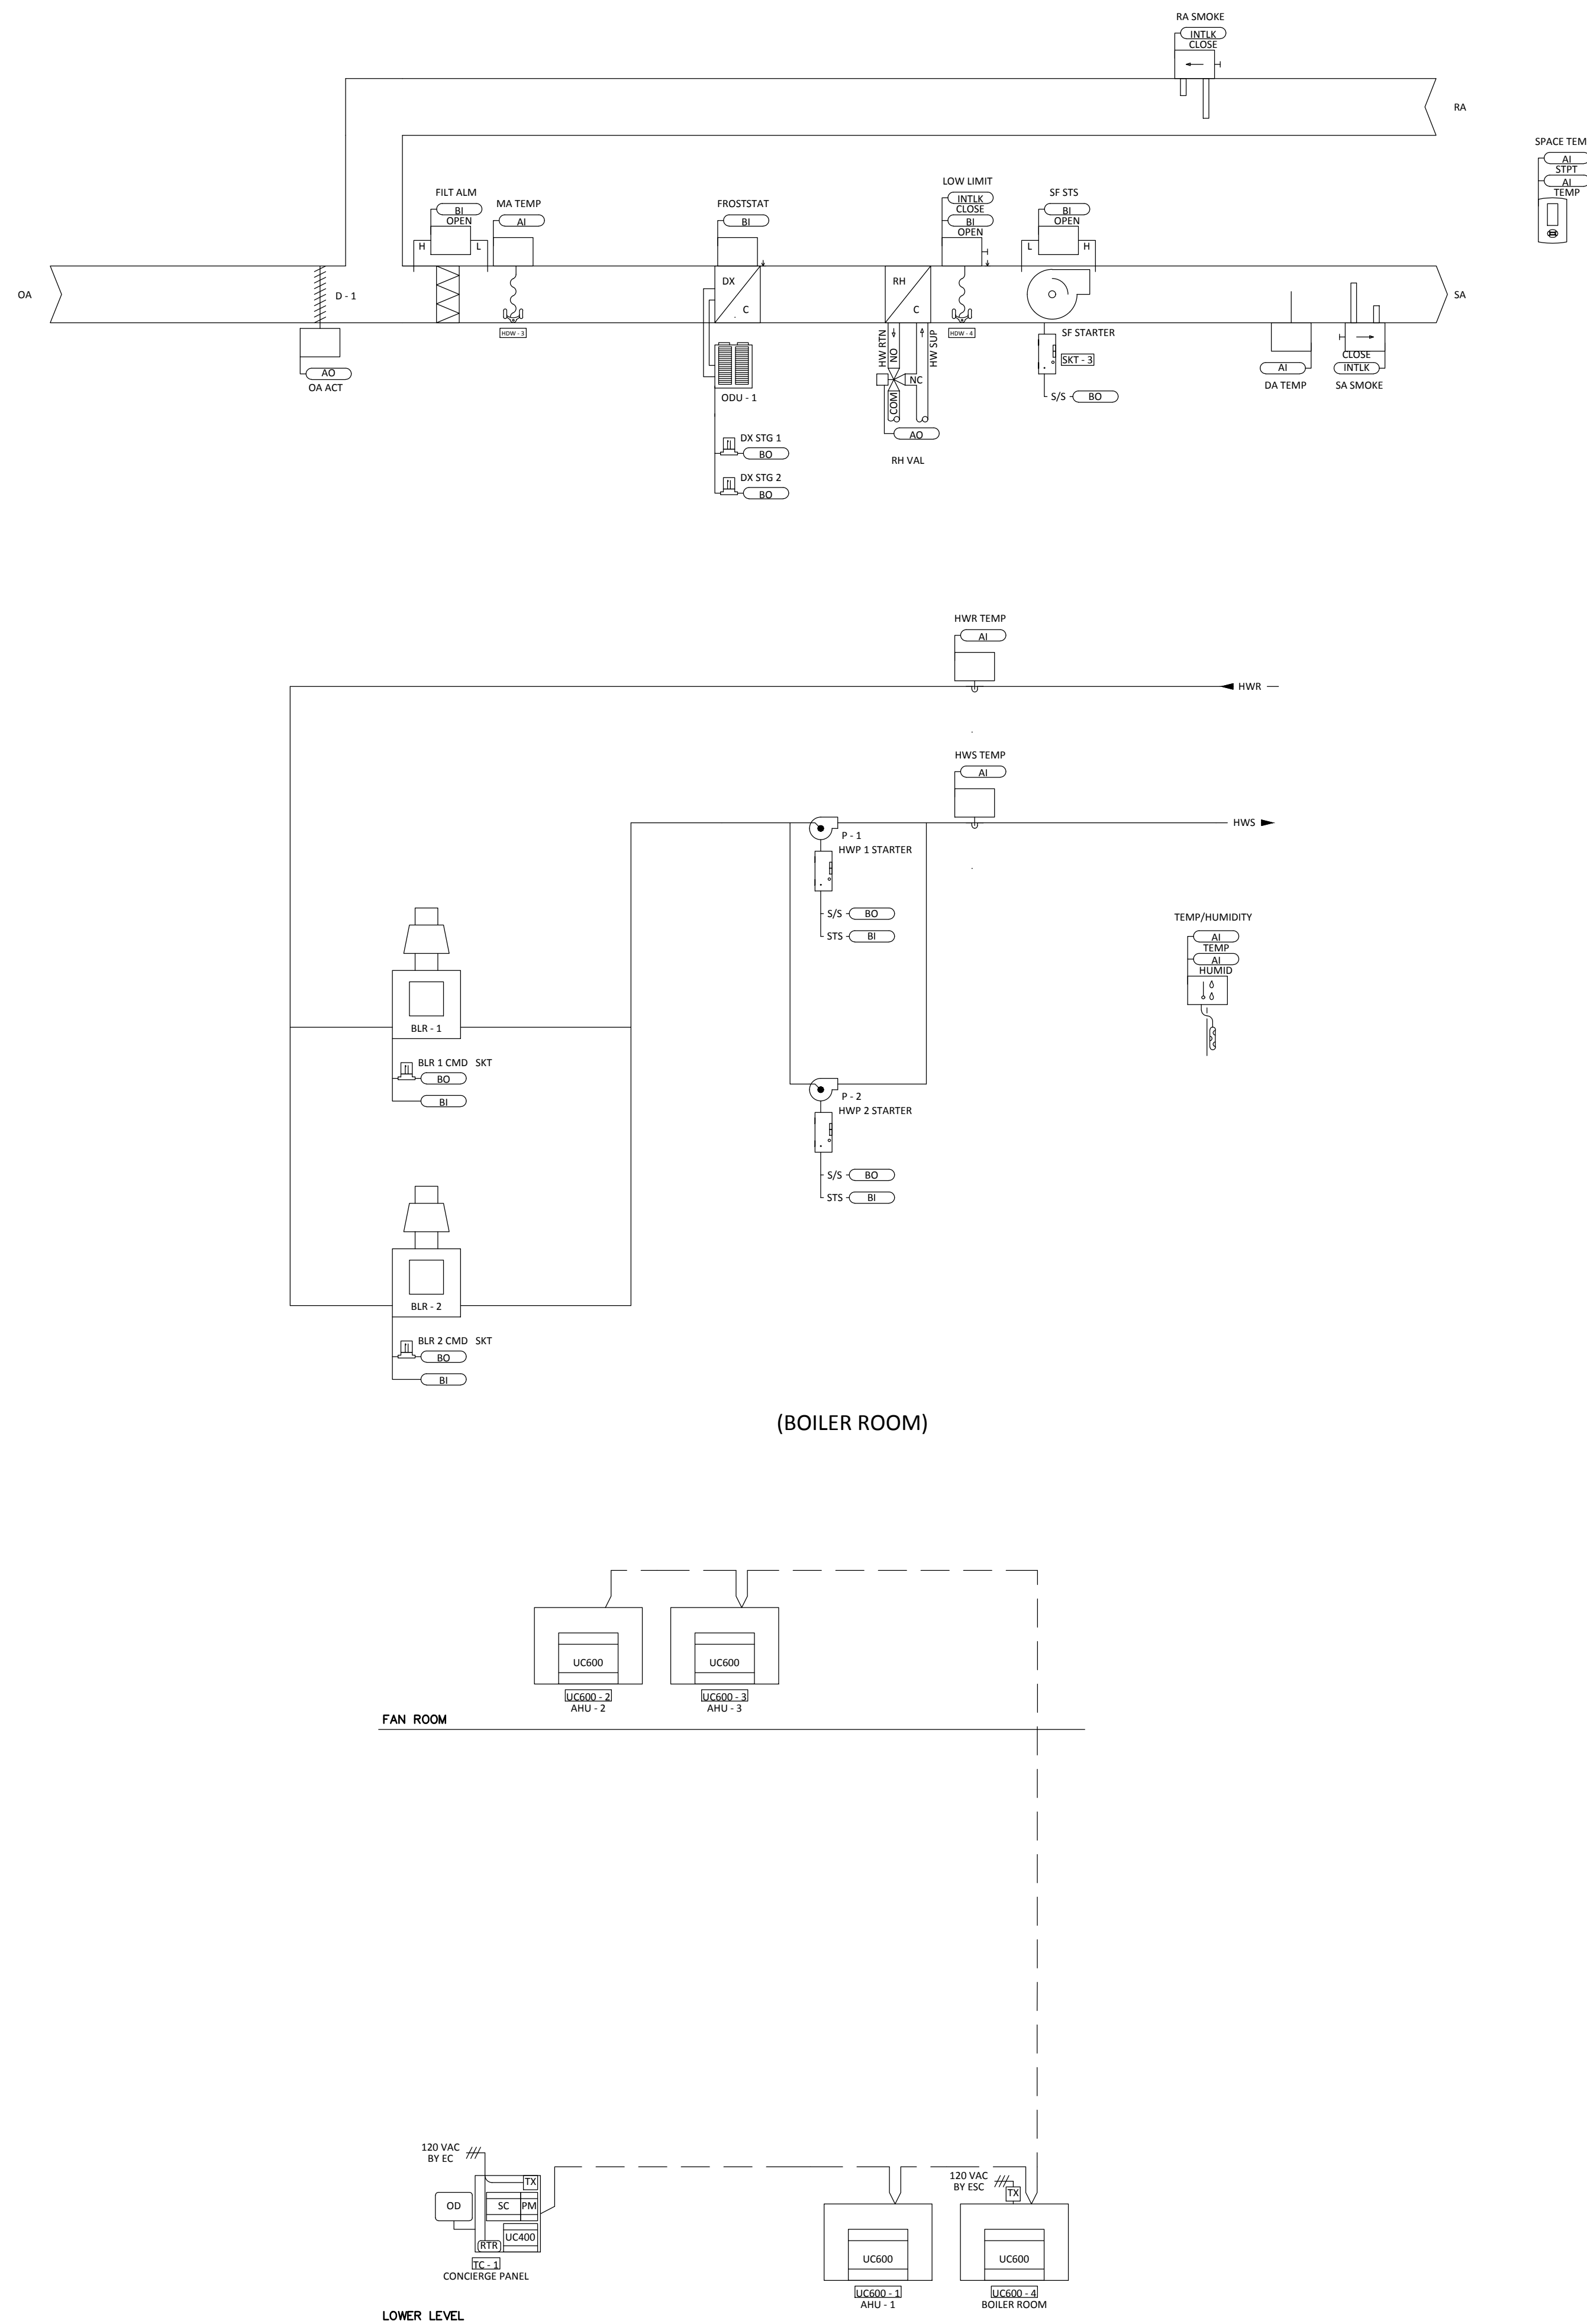 RA SMOKE
INTLK
CLOSE
RA
SPACE TEM
AI
STPT
AI
TEMP
FILT ALM
BI
OPEN
H
L
MA TEMP
AI
FROSTSTAT
BI
LOW LIMIT
INTLK
CLOSE
BI
OPEN
SF STS
BI
OPEN
L
H
OA
D - 1
HDW - 3
DX
C
RH
C
HDW - 4
SA
AO
OA ACT
ODU - 1
DX STG 1
BO
DX STG 2
BO
HW RTN
NO
HW SUP
NC
COM
AO
RH VAL
SF STARTER
SKT - 3
S/S
BO
AI
DA TEMP
CLOSE
INTLK
SA SMOKE
HWR TEMP
AI
HWR
HWS TEMP
AI
HWS
P - 1
HWP 1 STARTER
S/S
BO
STS
BI
TEMP/HUMIDITY
AI
TEMP
AI
HUMID
BLR - 1
BLR 1 CMD SKT
BO
BI
P - 2
HWP 2 STARTER
S/S
BO
STS
BI
BLR - 2
BLR 2 CMD SKT
BO
BI
(BOILER ROOM)
UC600
UC600 - 2
AHU - 2
UC600
UC600 - 3
AHU - 3
FAN ROOM
120 VAC
BY EC
TX
OD
SC
PM
UC400
RTR
TC - 1
CONCIERGE PANEL
UC600
UC600 - 1
AHU - 1
120 VAC
BY ESC
TX
UC600
UC600 - 4
BOILER ROOM
LOWER LEVEL